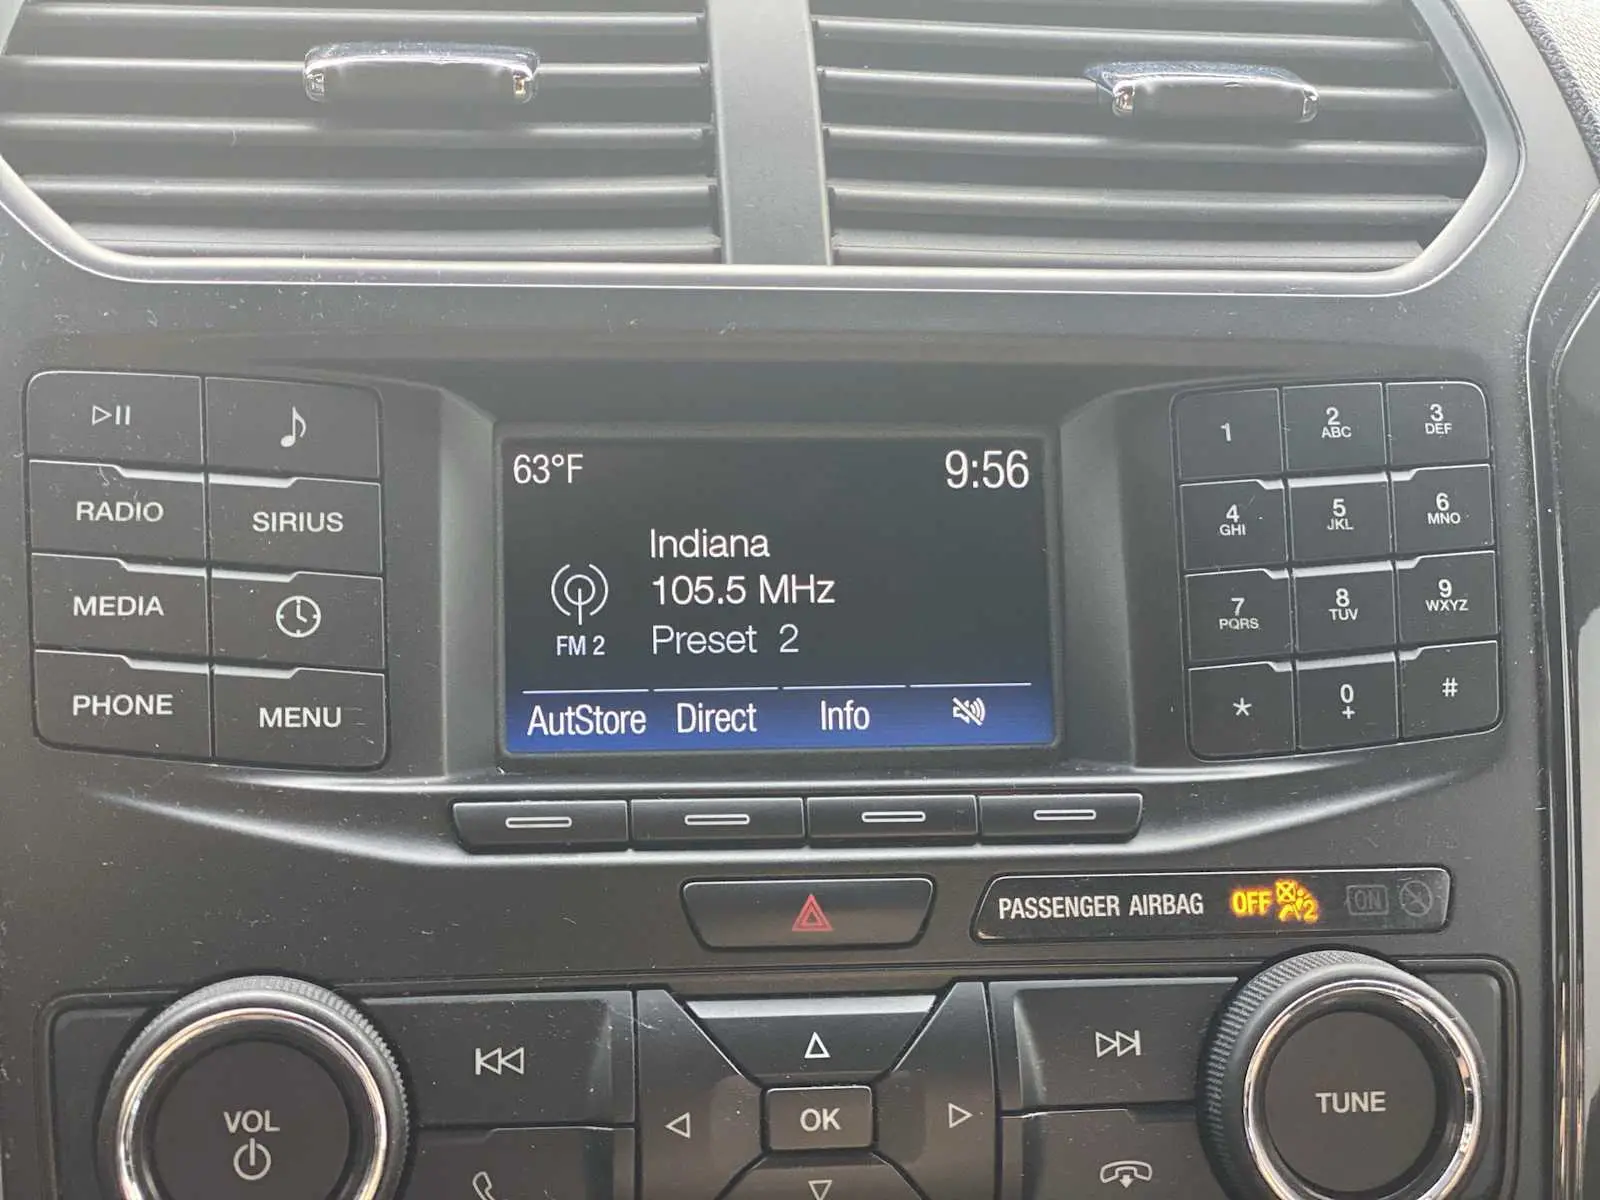 RADIO
SIRIUS
MEDIA
PHONE
MENU
63°F
9:56
Indiana
105.5 MHz
FM 2
Preset 2
AutStore Direct Info
1
2 ABC
3 DEF
4 GHI
5 JKL
6 MNO
7 PQRS
8 TUV
9 WXYZ
*
0 +
#
PASSENGER AIRBAG OFF 2 ON
VOL
OK
TUNE